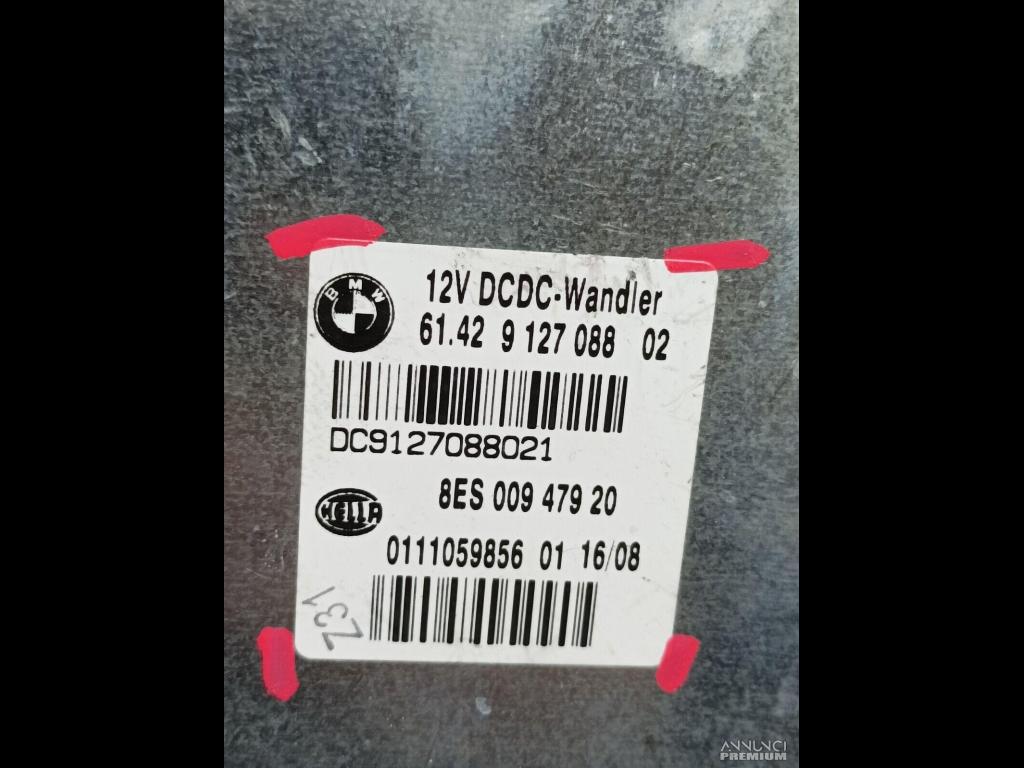 BMW
12V DCDC-Wandler
61.42 9 127 088 02
DC9127088021
8ES 009 479 20
HELLA
0111059856 01 16/08
Z31
ANNUNCI
PREMIUM